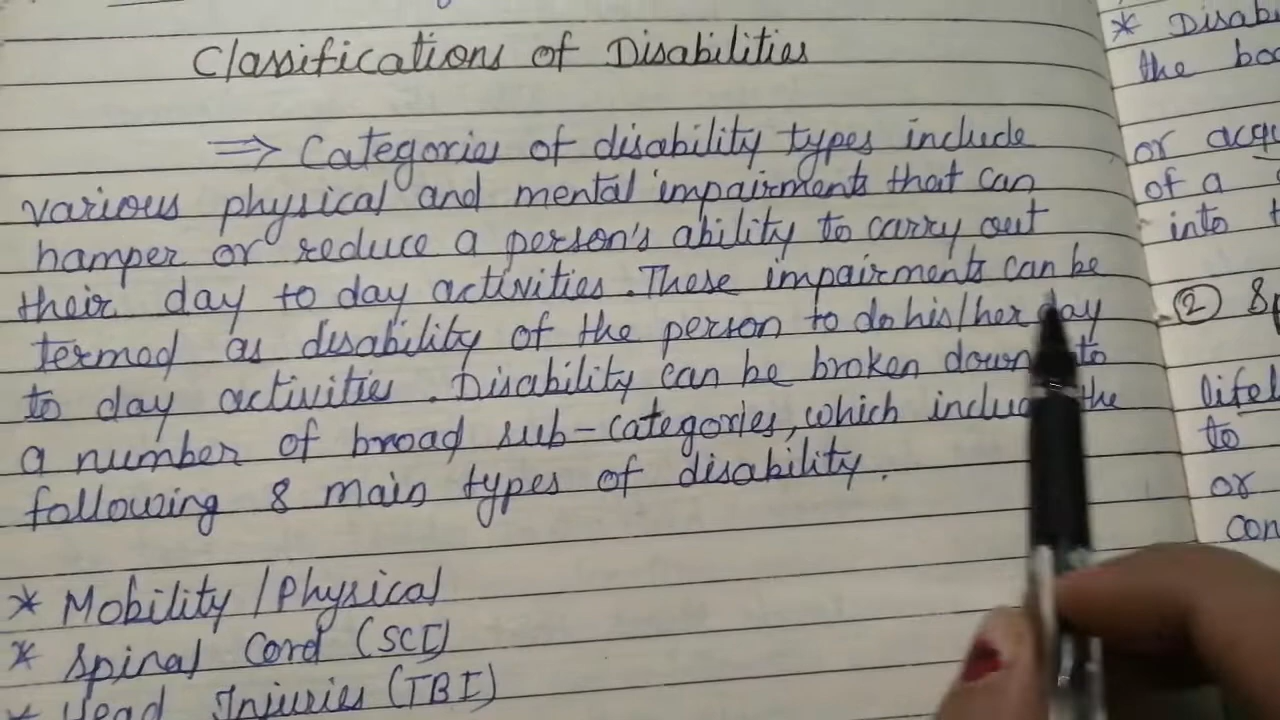 Classifications of Disabilities
⇒ Categories of disability types include
various physical and mental impairments that can
hamper or reduce a person's ability to carry out
their day to day activities. These impairments can be
termed as disability of the person to do his/her day
to day activities. Disability can be broken down to
a number of broad sub-categories, which include the
following 8 main types of disability.
* Mobility / Physical
* Spinal Cord (SCI)
* Head Injuries (TBI)
* Disab
the
or acqu
of a
into
②
to
or
con